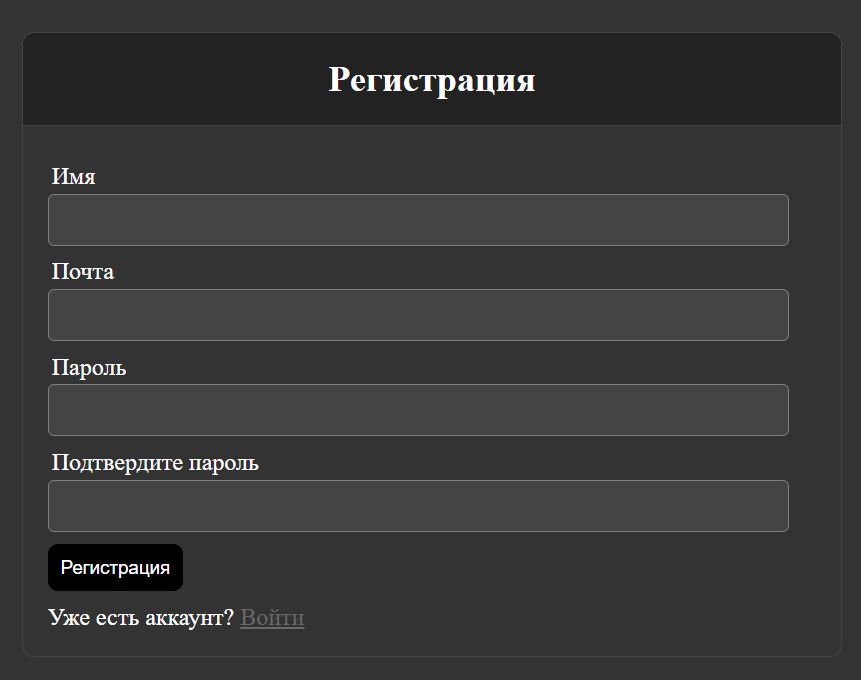 Регистрация
Имя
Почта
Пароль
Подтвердите пароль
Регистрация
Уже есть аккаунт? Войти